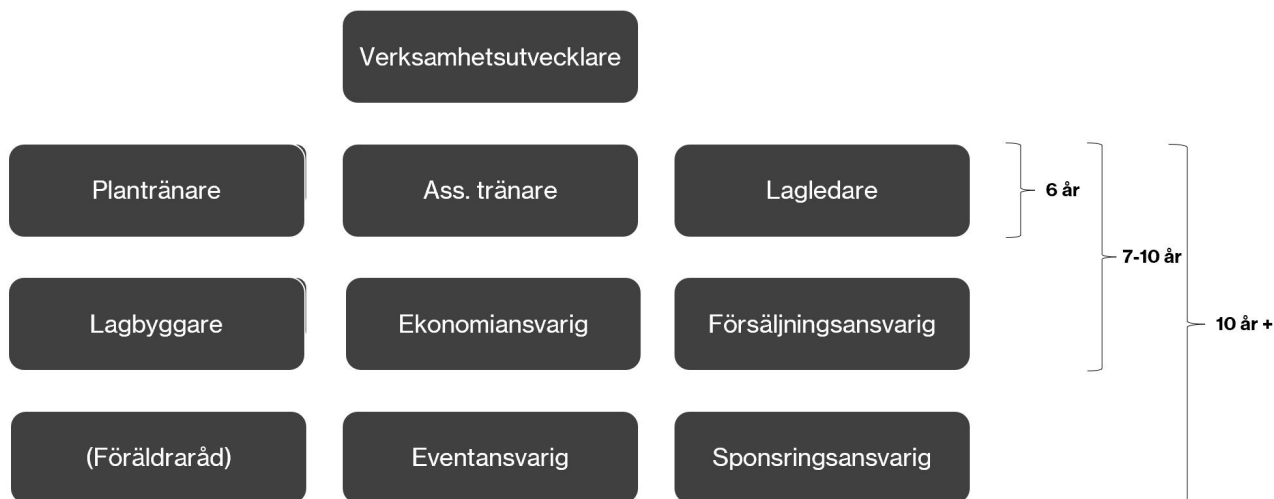 Verksamhetsutvecklare
Plantränare
Ass. tränare
Lagledare
6 år
7-10 år
Lagbyggare
Ekonomiansvarig
Försäljningsansvarig
10 år +
(Föräldraråd)
Eventansvarig
Sponsringsansvarig